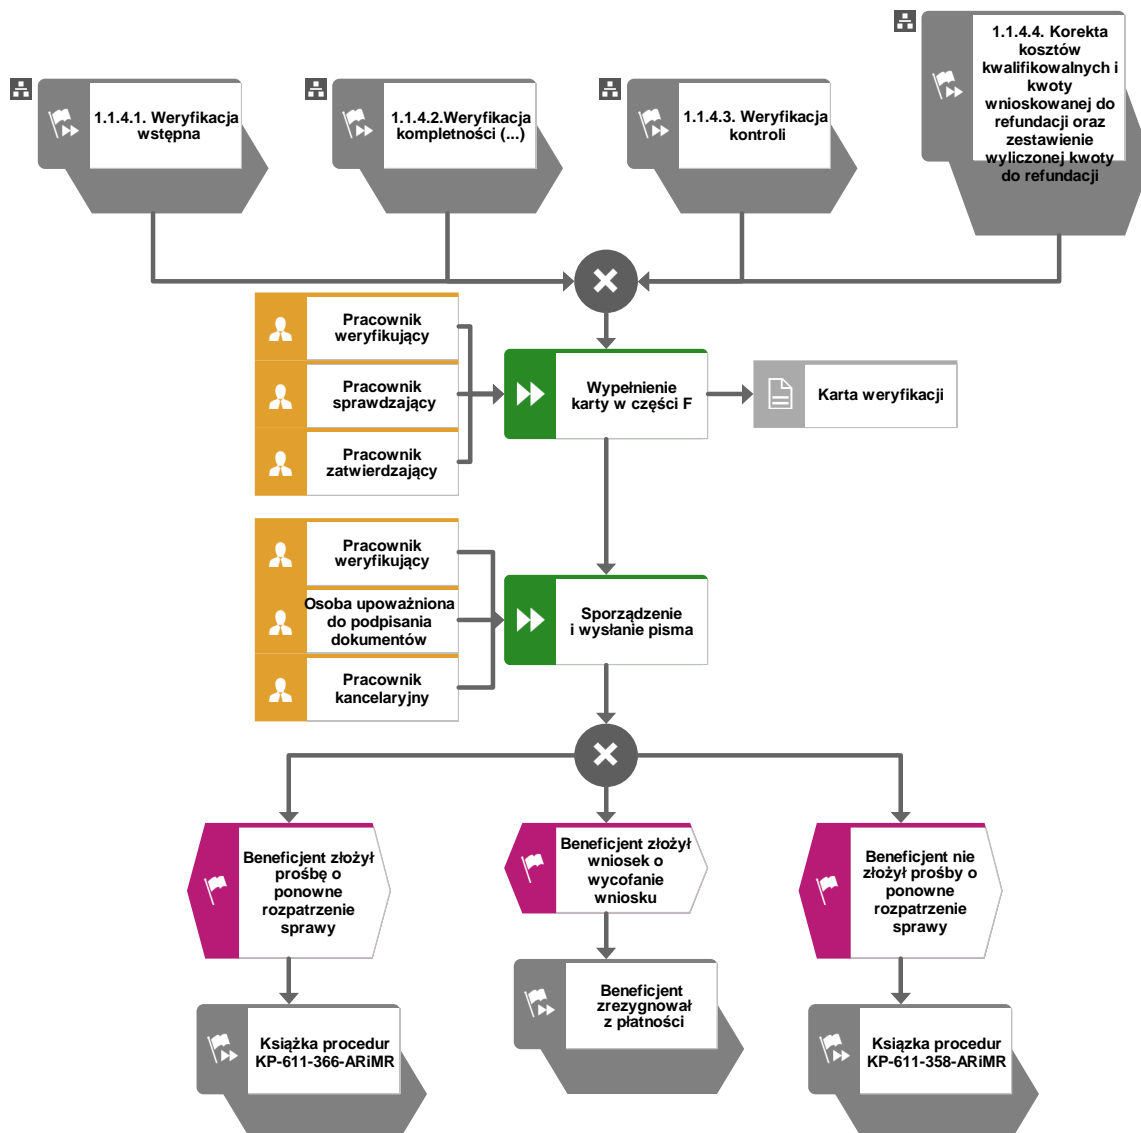 1.1.4.1. Weryfikacja
wstępna
1.1.4.2.Weryfikacja
kompletności (...)
1.1.4.3. Weryfikacja
kontroli
1.1.4.4. Korekta
kosztów
kwalifikowalnych i
kwoty
wnioskowanej do
refundacji oraz
zestawienie
wyliczonej kwoty
do refundacji
Pracownik
weryfikujący
Pracownik
sprawdzający
Pracownik
zatwierdzający
Wypełnienie
karty w części F
Karta weryfikacji
Pracownik
weryfikujący
Osoba upoważniona
do podpisania
dokumentów
Pracownik
kancelaryjny
Sporządzenie
i wysłanie pisma
Beneficjent złożył
prośbę o
ponowne
rozpatrzenie
sprawy
Beneficjent złożył
wniosek o
wycofanie
wniosku
Beneficjent nie
złożył prośby o
ponowne
rozpatrzenie
sprawy
Książka procedur
KP-611-366-ARiMR
Beneficjent
zrezygnował
z płatności
Ksiązka procedur
KP-611-358-ARiMR